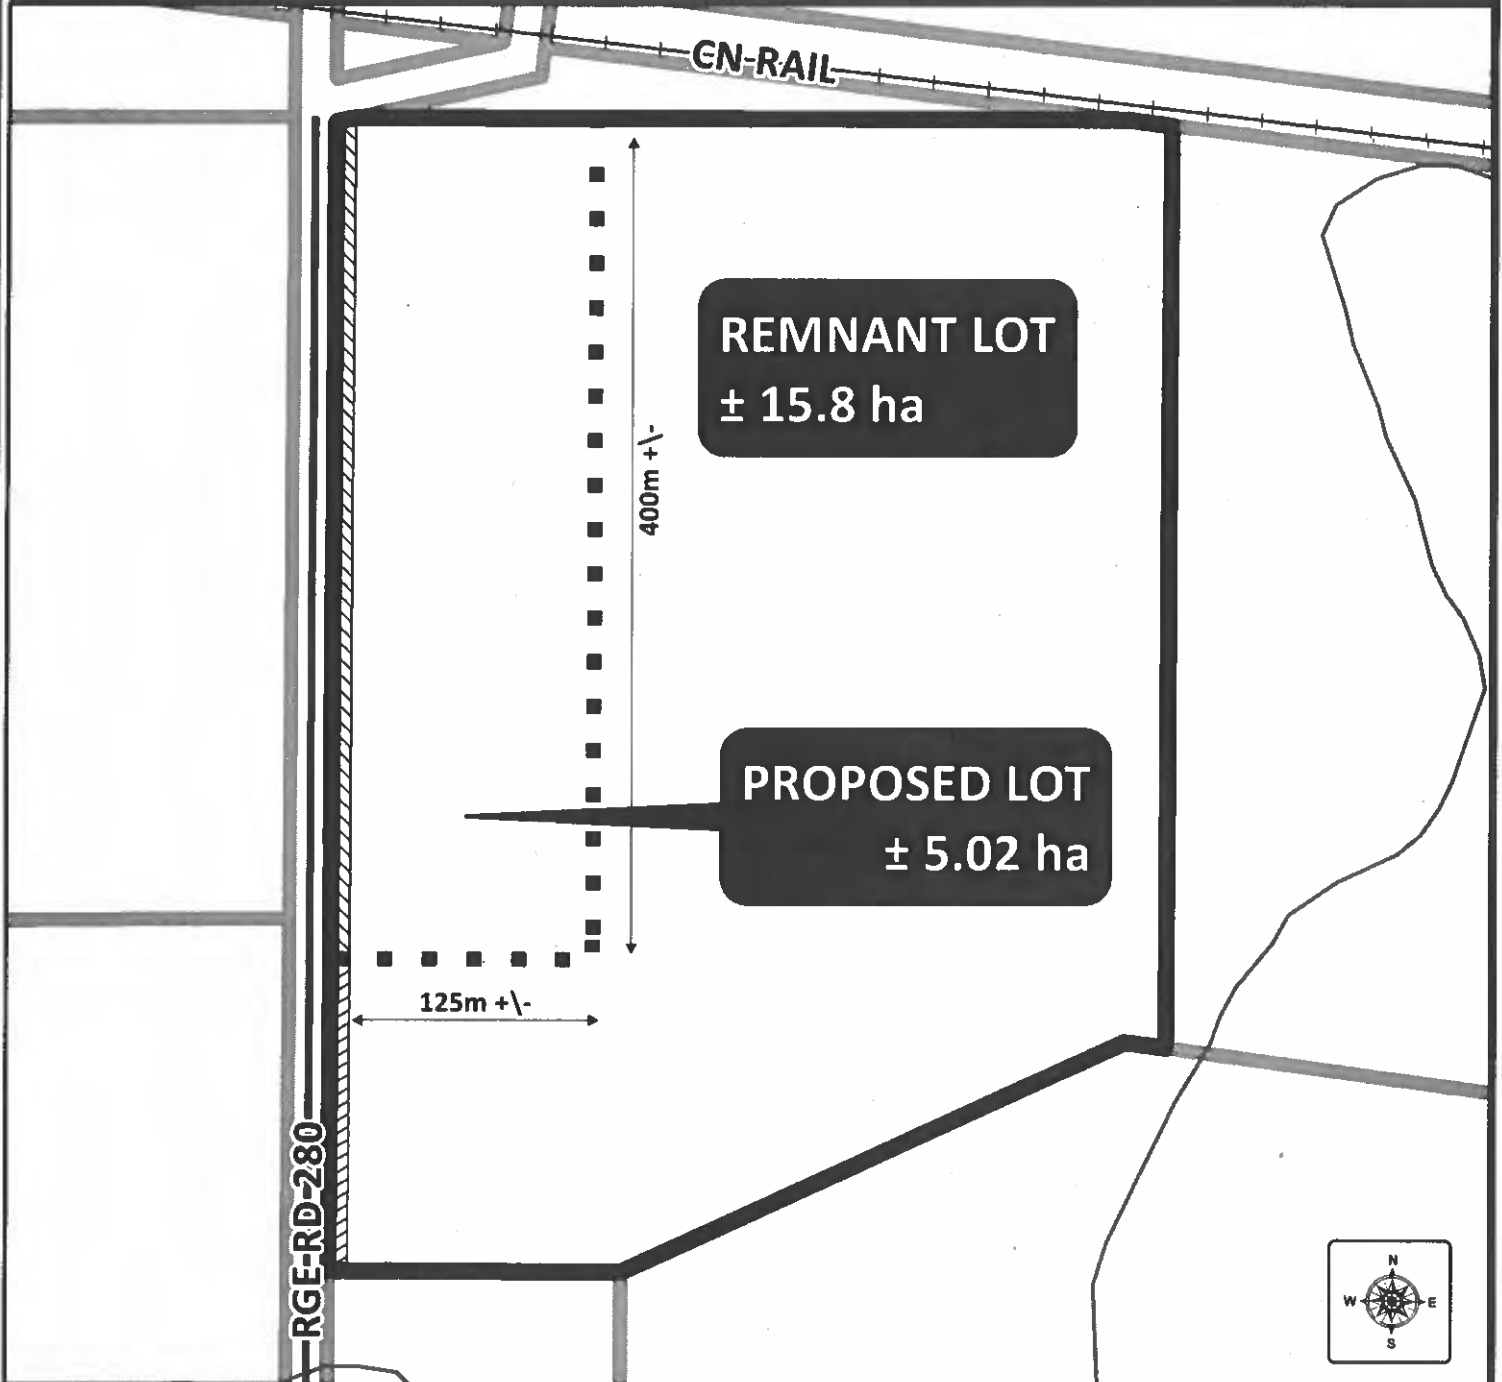 CN-RAIL
REMNANT LOT
± 15.8 ha
400m +\-
PROPOSED LOT
± 5.02 ha
125m +\-
RGE-RD-280
N
W E
S